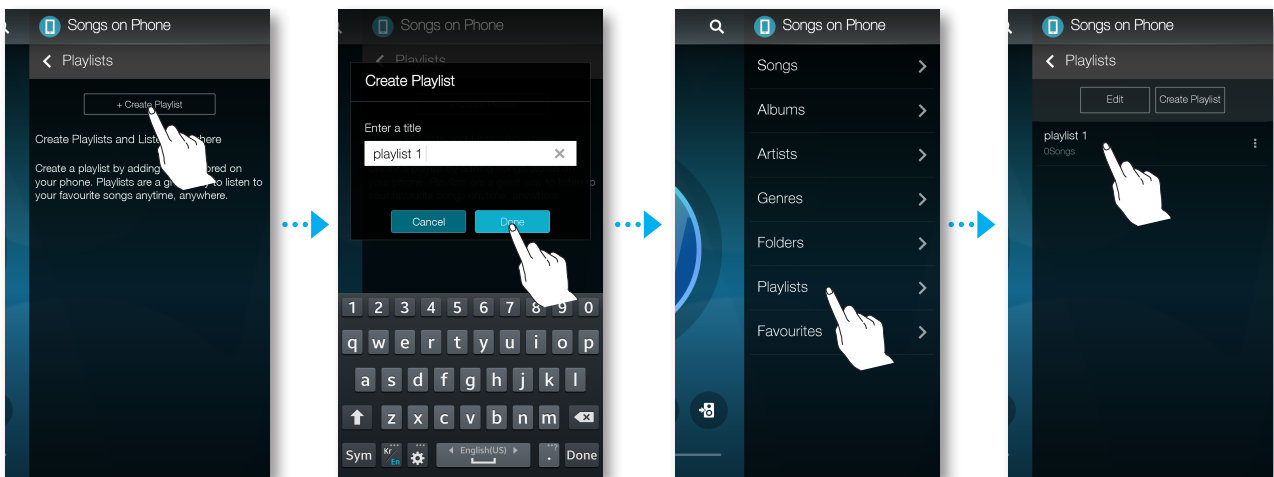 Songs on Phone
Playlists
+ Create Playlist
Create Playlists and Liste
here
Create a playlist by adding
ored on
your phone. Playlists are a g
to listen to
your favourite songs anytime, anywhere.
Songs on Phone
Playlists
Create Playlist
Enter a title
playlist 1
Cancel
Done
1 2 3 4 5 6 7 8 9 0
q w e r t y u i o p
a s d f g h j k l
z x c v b n m
Sym Kr/En English(US) . Done
Songs on Phone
Songs
Albums
Artists
Genres
Folders
Playlists
Favourites
Songs on Phone
Playlists
Edit Create Playlist
playlist 1
0Songs